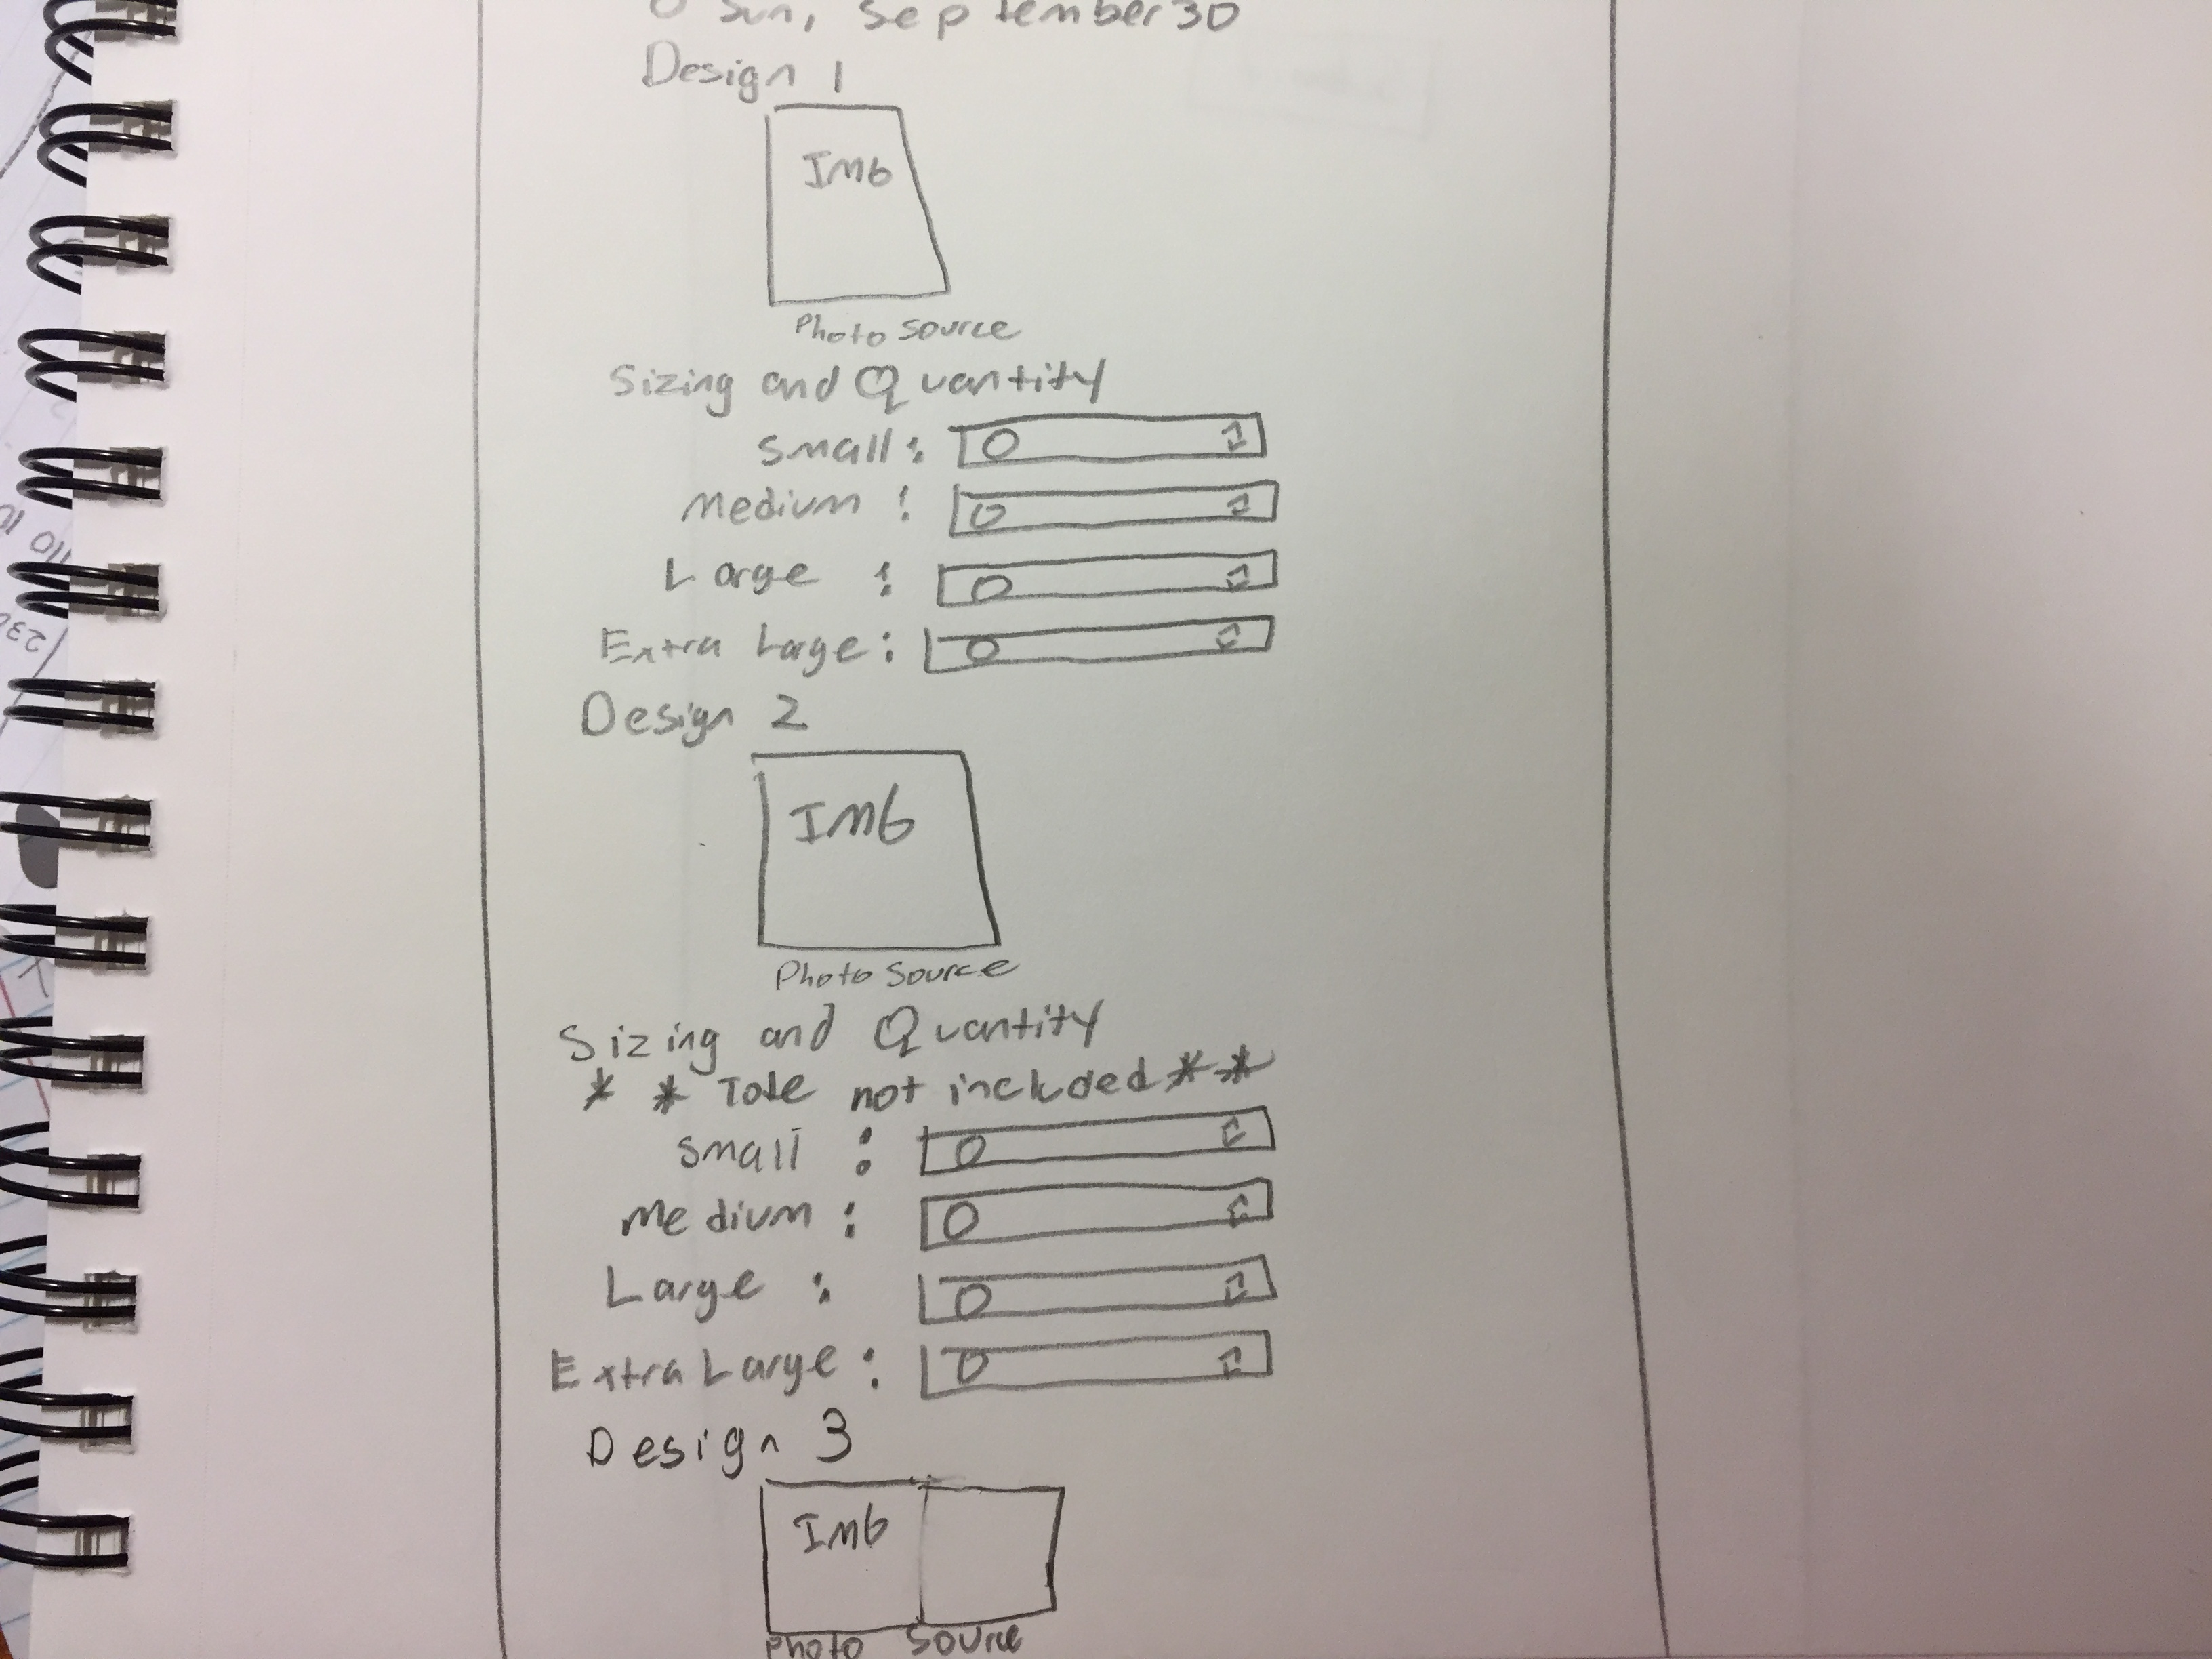 O Sun, September 30
Design 1
IMG
Photo Source
Sizing and Quantity
Small: 0
Medium: 0
Large: 0
Extra Large: 0
Design 2
IMG
Photo Source
Sizing and Quantity
* * Tote not included**
Small: 0
Medium: 0
Large: 0
Extra Large: 0
Design 3
IMG
Photo Source